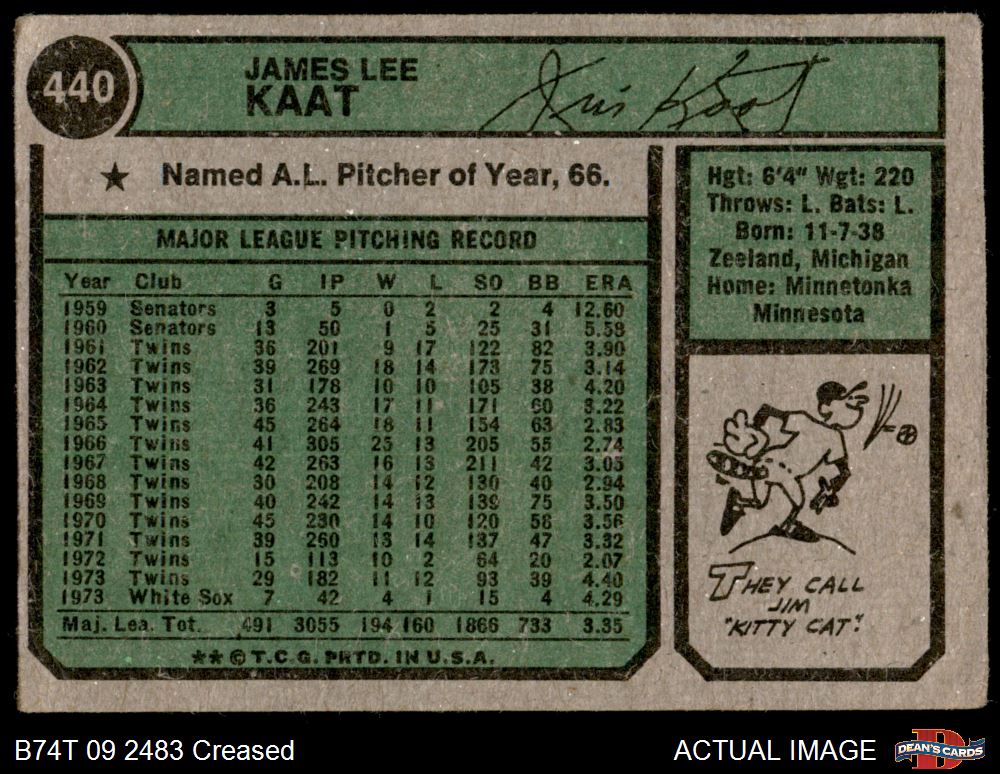 440
JAMES LEE
KAAT
Jim Kaat
★ Named A.L. Pitcher of Year, 66.
MAJOR LEAGUE PITCHING RECORD
Year Club G IP W L SO BB ERA
1959 Senators 3 5 0 2 2 4 12.60
1960 Senators 13 50 1 5 25 31 5.58
1961 Twins 36 201 9 17 122 82 3.90
1962 Twins 39 269 18 14 173 75 3.14
1963 Twins 31 178 10 10 105 38 4.20
1964 Twins 36 243 17 11 171 60 3.22
1965 Twins 45 264 18 11 154 63 2.83
1966 Twins 41 305 25 13 205 55 2.74
1967 Twins 42 263 16 13 211 42 3.05
1968 Twins 30 208 14 12 130 40 2.94
1969 Twins 40 242 14 13 139 75 3.50
1970 Twins 45 230 14 10 120 58 3.56
1971 Twins 39 260 13 14 137 47 3.32
1972 Twins 15 113 10 2 64 20 2.07
1973 Twins 29 182 11 12 93 39 4.40
1973 White Sox 7 42 4 1 15 4 4.29
Maj. Lea. Tot. 491 3055 194 160 1866 733 3.35
★★ © T.C.G. PRTD. IN U.S.A.
Hgt: 6'4" Wgt: 220
Throws: L. Bats: L.
Born: 11-7-38
Zeeland, Michigan
Home: Minnetonka
Minnesota
THEY CALL
JIM
"KITTY CAT".
B74T 09 2483 Creased
ACTUAL IMAGE
D
DEAN'S CARDS